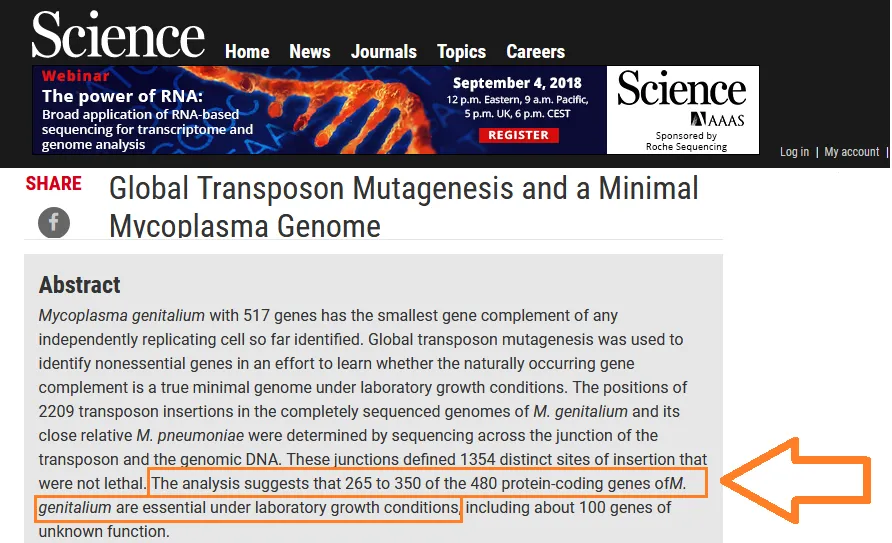 Science
Home News Journals Topics Careers
Webinar
The power of RNA:
Broad application of RNA-based
sequencing for transcriptome and
genome analysis
September 4, 2018
12 p.m. Eastern, 9 a.m. Pacific,
5 p.m. UK, 6 p.m. CEST
REGISTER
Science
AAAS
Sponsored by
Roche Sequencing
Log in | My account |
SHARE
Global Transposon Mutagenesis and a Minimal
Mycoplasma Genome
Abstract
Mycoplasma genitalium with 517 genes has the smallest gene complement of any
independently replicating cell so far identified. Global transposon mutagenesis was used to
identify nonessential genes in an effort to learn whether the naturally occurring gene
complement is a true minimal genome under laboratory growth conditions. The positions of
2209 transposon insertions in the completely sequenced genomes of M. genitalium and its
close relative M. pneumoniae were determined by sequencing across the junction of the
transposon and the genomic DNA. These junctions defined 1354 distinct sites of insertion that
were not lethal. The analysis suggests that 265 to 350 of the 480 protein-coding genes ofM.
genitalium are essential under laboratory growth conditions, including about 100 genes of
unknown function.